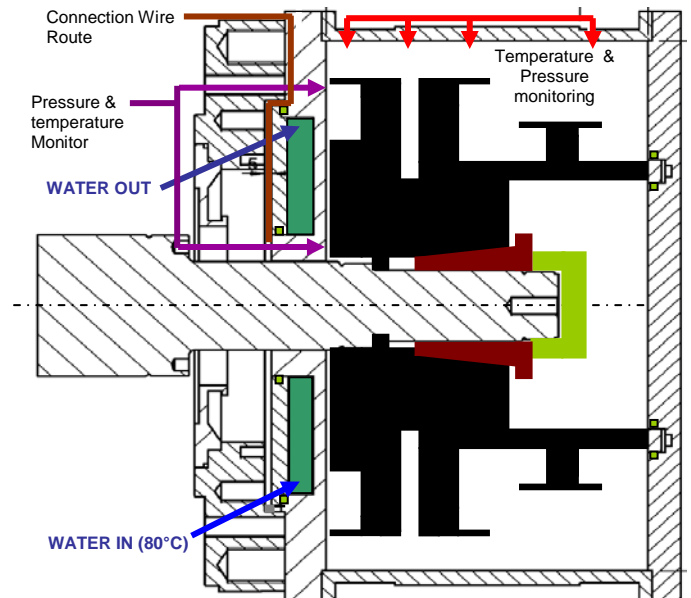 Connection Wire
Route
Temperature &
Pressure
monitoring
Pressure &
temperature
Monitor
WATER OUT
WATER IN (80°C)